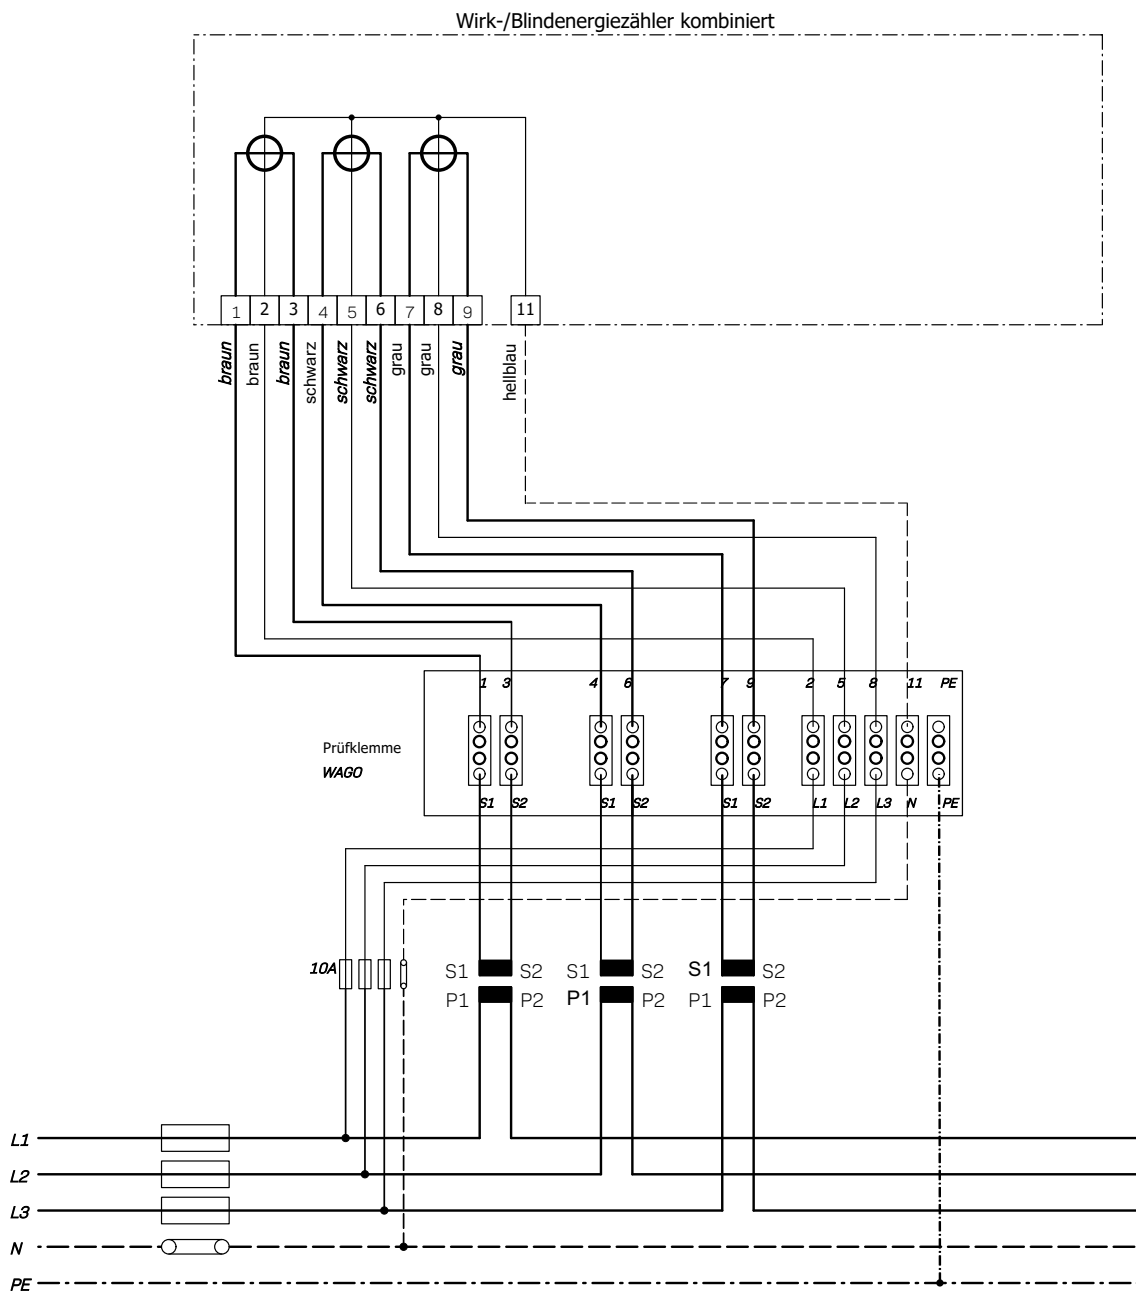 Wirk-/Blindenergiezähler kombiniert
1 2 3 4 5 6 7 8 9 11
braun braun braun schwarz schwarz schwarz grau grau grau hellblau
1 3 4 6 7 9 2 5 8 11 PE
Prüfklemme
WAGO
S1 S2 S1 S2 S1 S2 L1 L2 L3 N PE
10A S1 S2 S1 S2 S1 S2
P1 P2 P1 P2 P1 P2
L1
L2
L3
N
PE